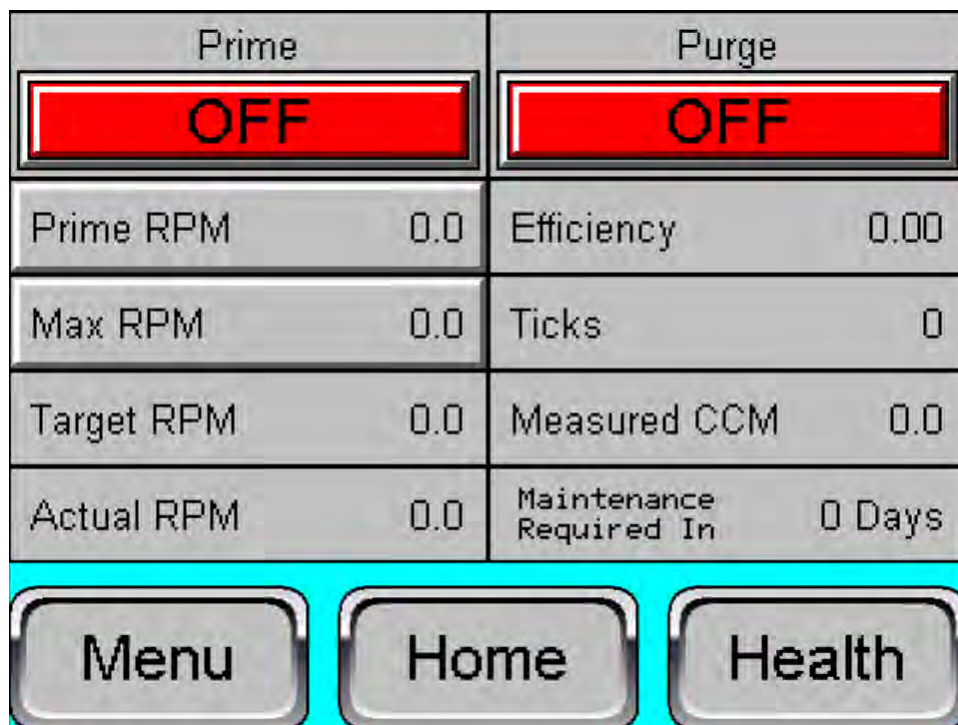 Prime Purge
OFF OFF
Prime RPM 0.0 Efficiency 0.00
Max RPM 0.0 Ticks 0
Target RPM 0.0 Measured CCM 0.0
Actual RPM 0.0 Maintenance
Required In 0 Days
Menu Home Health